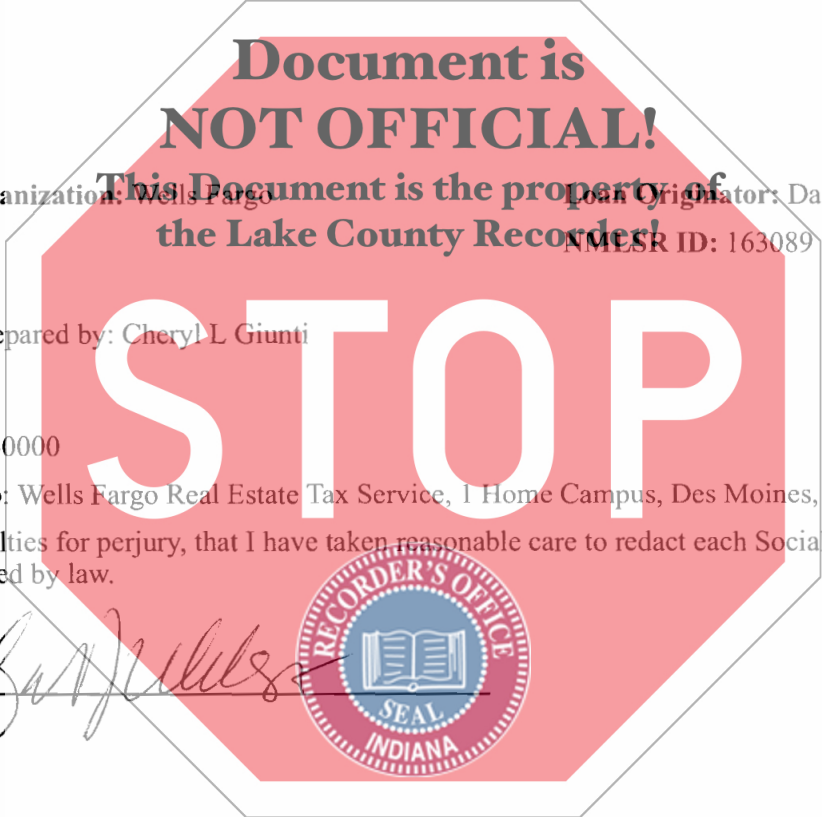 Document is
NOT OFFICIAL!
This Document is the property of
the Lake County Recorder!
anization: Wells Fargo Loan Originator: Da
NMLSR ID: 163089
STOP
epared by: Cheryl L Giunti
0000
: Wells Fargo Real Estate Tax Service, 1 Home Campus, Des Moines,
lties for perjury, that I have taken reasonable care to redact each Socia
ed by law.
RECORDER'S OFFICE
SEAL
INDIANA